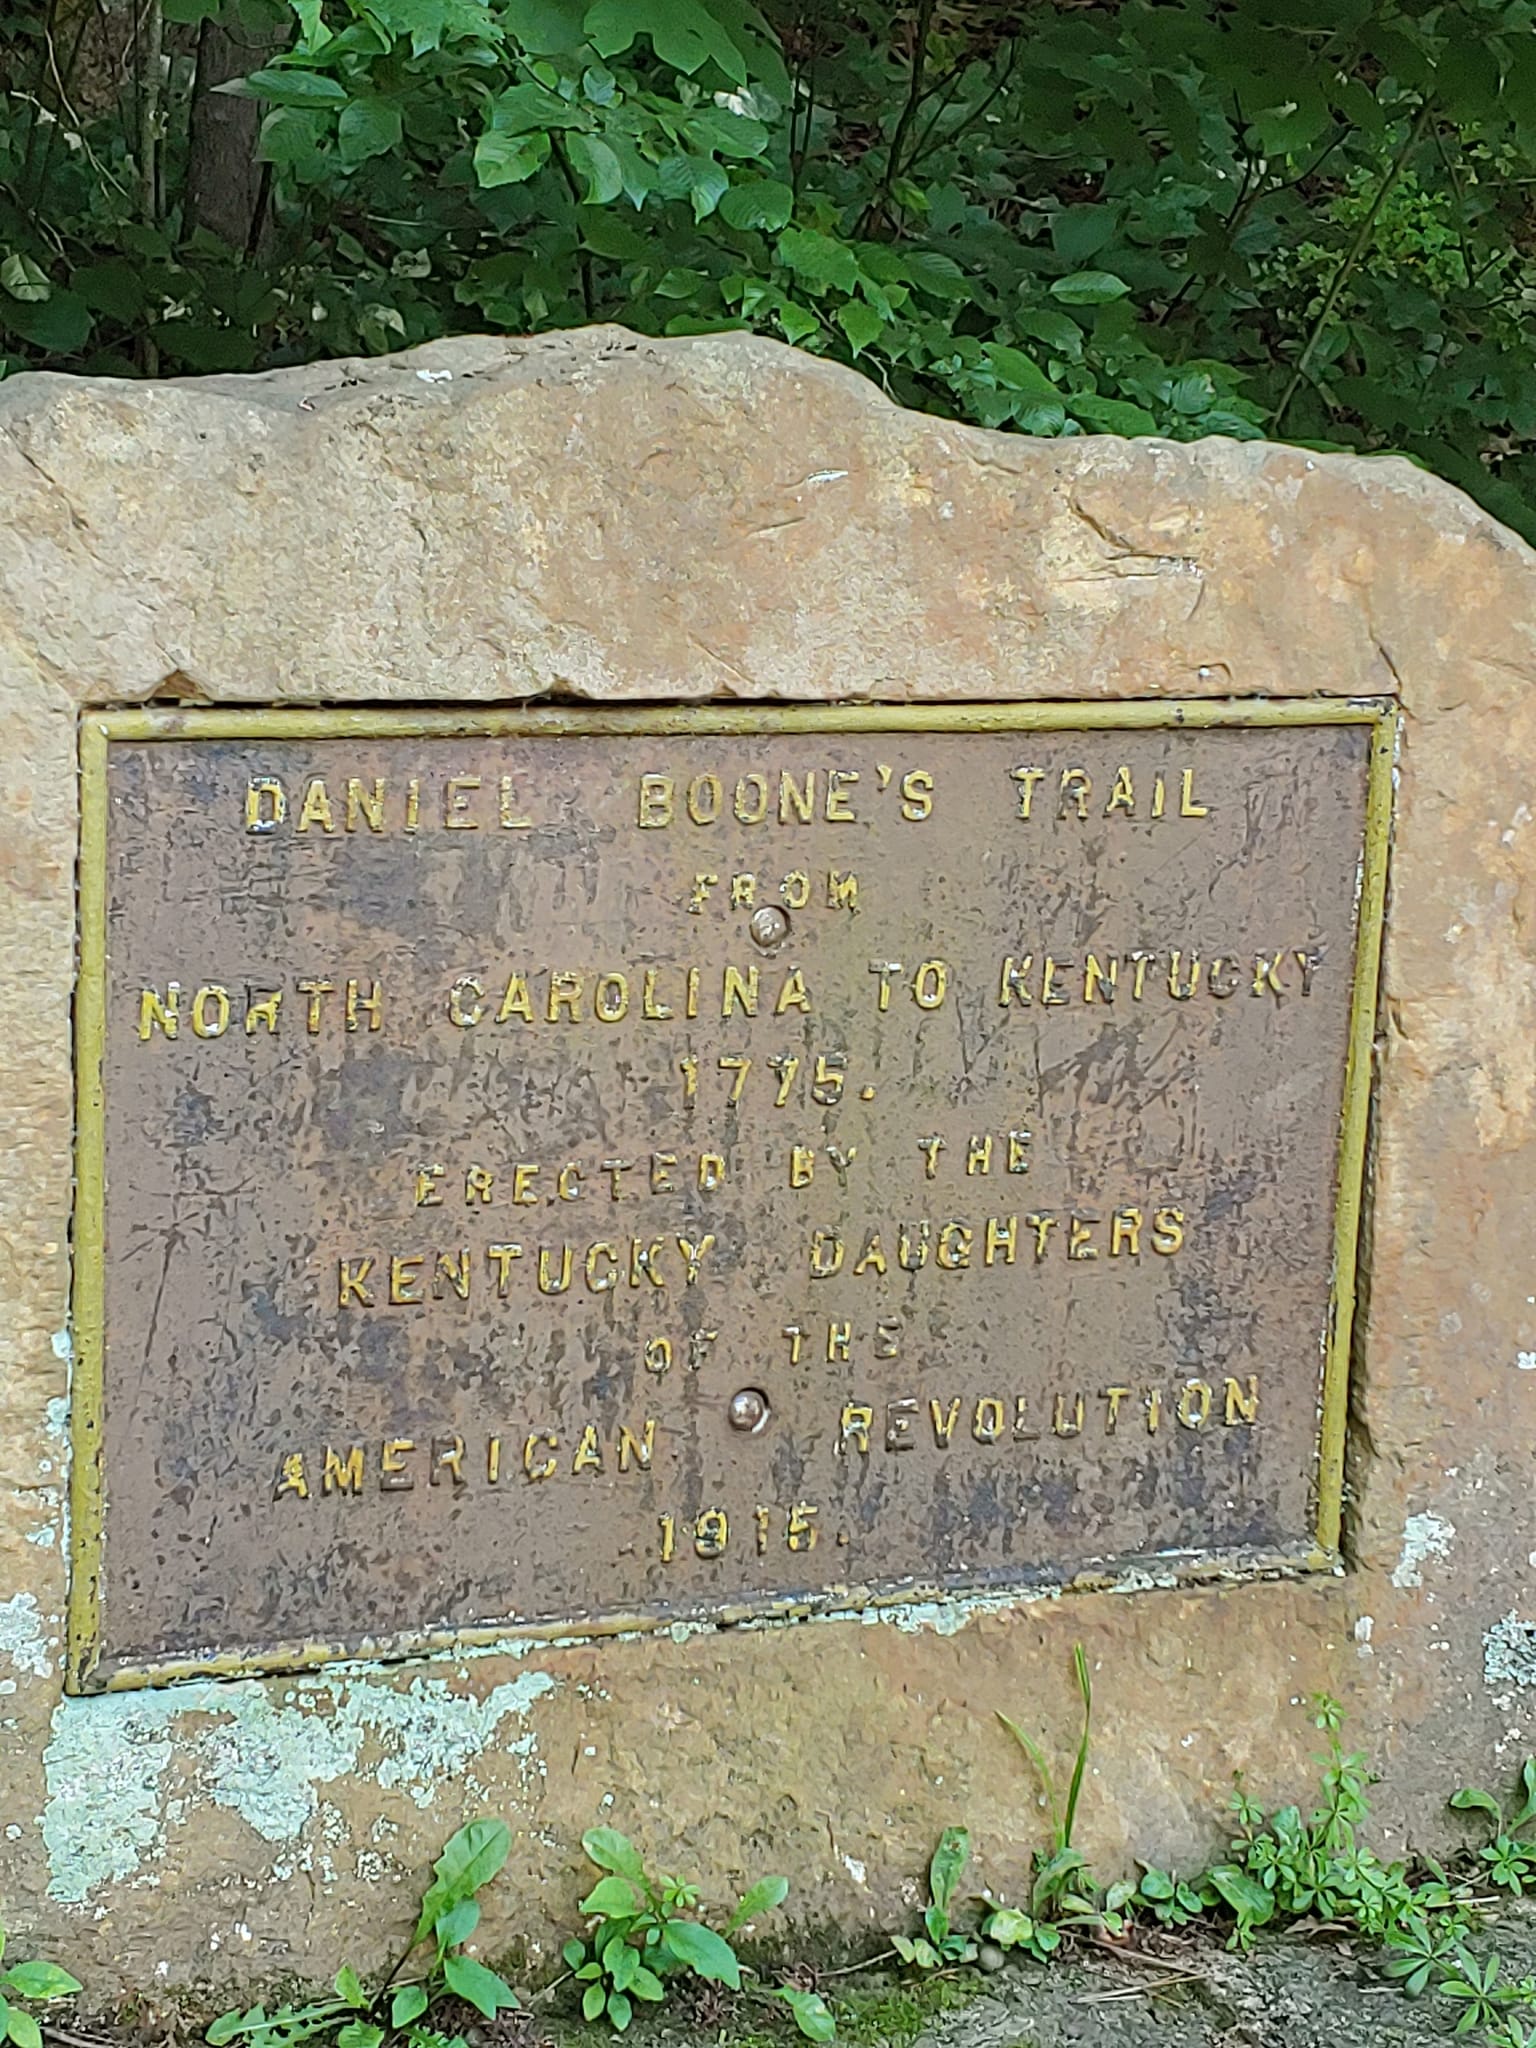 DANIEL BOONE'S TRAIL
FROM
NORTH CAROLINA TO KENTUCKY
1775.
ERECTED BY THE
KENTUCKY DAUGHTERS
OF THE
AMERICAN REVOLUTION
1915.